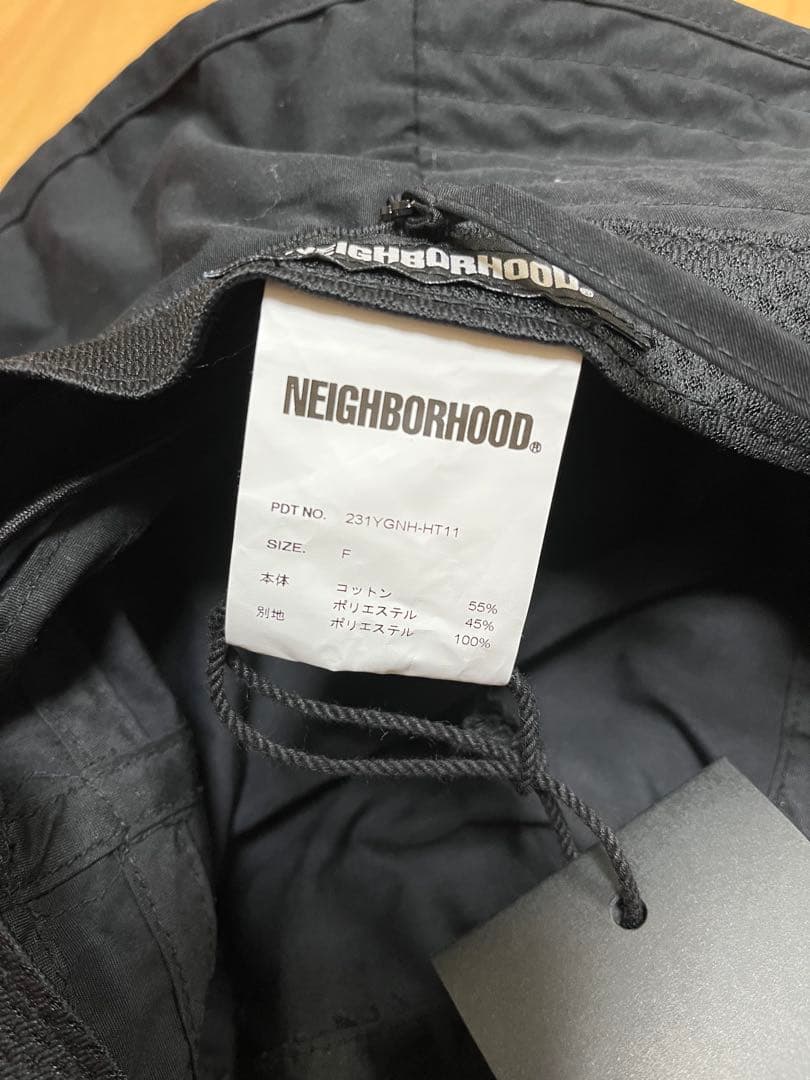 NEIGHBORHOOD®
NEIGHBORHOOD®
PDT NO. 231YGNH-HT11
SIZE. F
本体 コットン 55%
ポリエステル 45%
別地 ポリエステル 100%